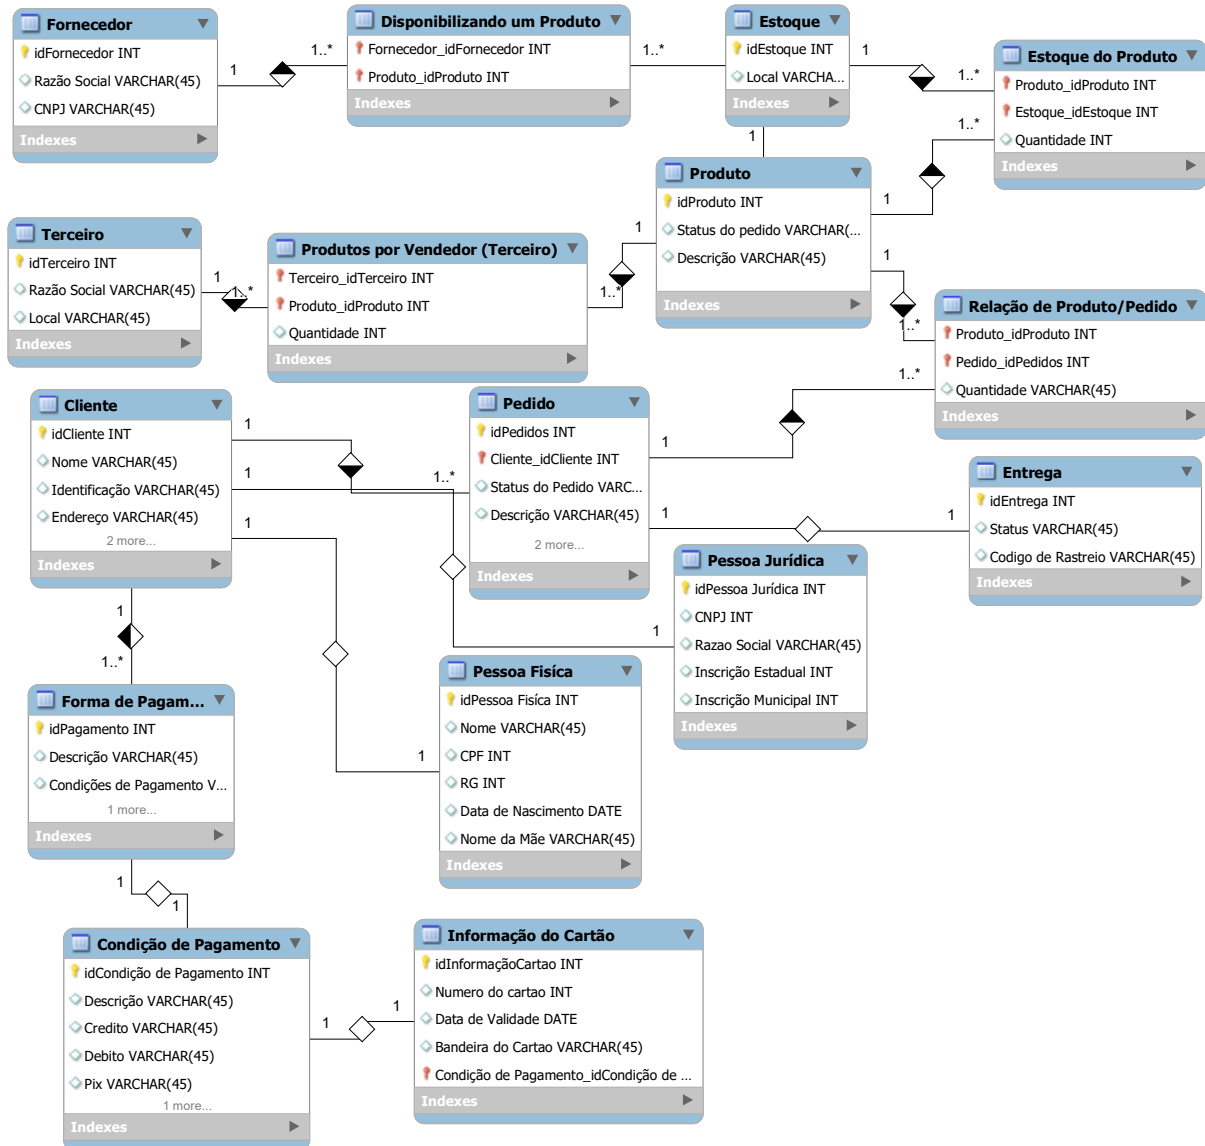 Fornecedor
idFornecedor INT
Razão Social VARCHAR(45)
CNPJ VARCHAR(45)
Indexes
1
1..*
Disponibilizando um Produto
Fornecedor_idFornecedor INT
Produto_idProduto INT
Indexes
1..*
Estoque
idEstoque INT
Local VARCHA...
Indexes
1
1..*
1
Estoque do Produto
Produto_idProduto INT
Estoque_idEstoque INT
Quantidade INT
Indexes
1..*
Produto
idProduto INT
Status do pedido VARCHAR(...
Descrição VARCHAR(45)
Indexes
1
1
1
Terceiro
idTerceiro INT
Razão Social VARCHAR(45)
Local VARCHAR(45)
Indexes
1
1..*
Produtos por Vendedor (Terceiro)
Terceiro_idTerceiro INT
Produto_idProduto INT
Quantidade INT
Indexes
1..*
Relação de Produto/Pedido
Produto_idProduto INT
Pedido_idPedidos INT
Quantidade VARCHAR(45)
Indexes
1..*
1..*
Cliente
idCliente INT
Nome VARCHAR(45)
Identificação VARCHAR(45)
Endereço VARCHAR(45)
2 more...
Indexes
1
1
1
1
1..*
1..*
Pedido
idPedidos INT
Cliente_idCliente INT
Status do Pedido VARC...
Descrição VARCHAR(45)
2 more...
Indexes
1
1
1
Entrega
idEntrega INT
Status VARCHAR(45)
Codigo de Rastreio VARCHAR(45)
Indexes
Pessoa Jurídica
idPessoa Jurídica INT
CNPJ INT
Razao Social VARCHAR(45)
Inscrição Estadual INT
Inscrição Municipal INT
1
Pessoa Fisíca
idPessoa Fisíca INT
Nome VARCHAR(45)
CPF INT
RG INT
Data de Nascimento DATE
Nome da Mãe VARCHAR(45)
Indexes
1
Forma de Pagam...
idPagamento INT
Descrição VARCHAR(45)
Condições de Pagamento V...
1 more...
Indexes
1
1
Condição de Pagamento
idCondição de Pagamento INT
Descrição VARCHAR(45)
Credito VARCHAR(45)
Debito VARCHAR(45)
Pix VARCHAR(45)
1 more...
Indexes
1
1
Informação do Cartão
idInformaçãoCartao INT
Numero do cartao INT
Data de Validade DATE
Bandeira do Cartao VARCHAR(45)
Condição de Pagamento_idCondição de ...
Indexes